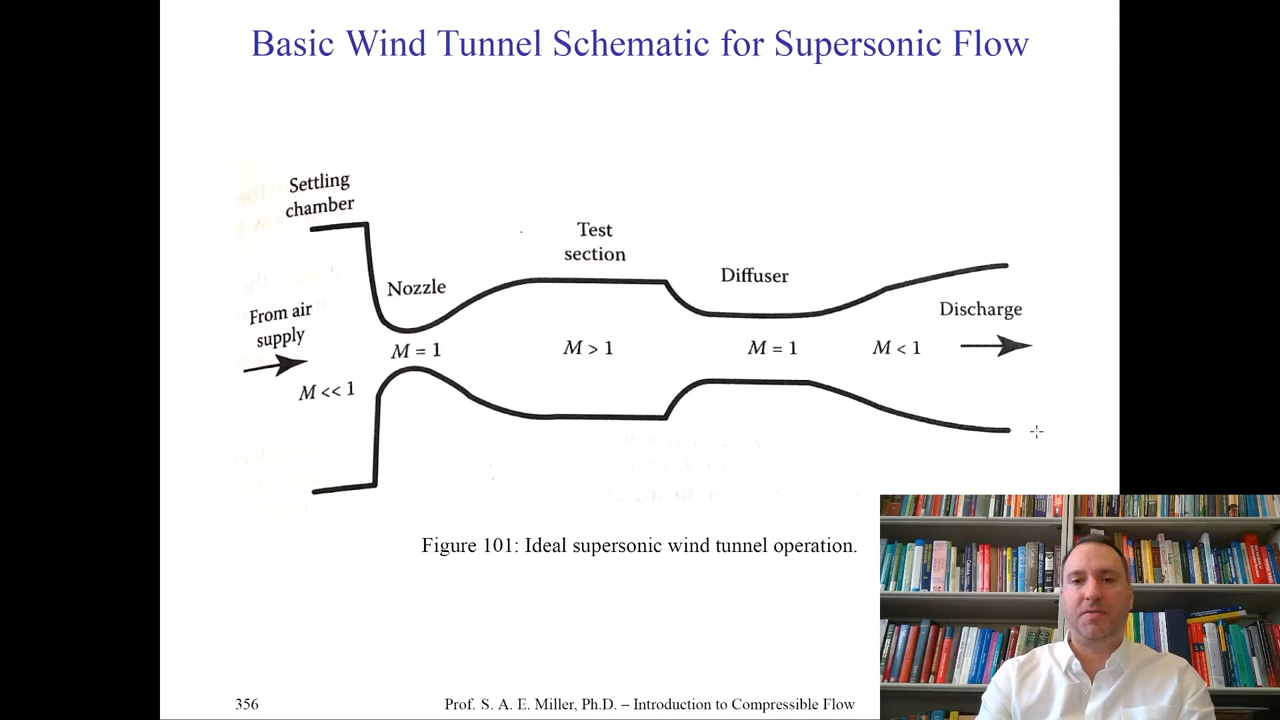 Basic Wind Tunnel Schematic for Supersonic Flow
Settling
chamber
Nozzle
Test
section
Diffuser
Discharge
From air
supply
M << 1
M = 1
M > 1
M = 1
M < 1
Figure 101: Ideal supersonic wind tunnel operation.
356
Prof. S. A. E. Miller, Ph.D. – Introduction to Compressible Flow